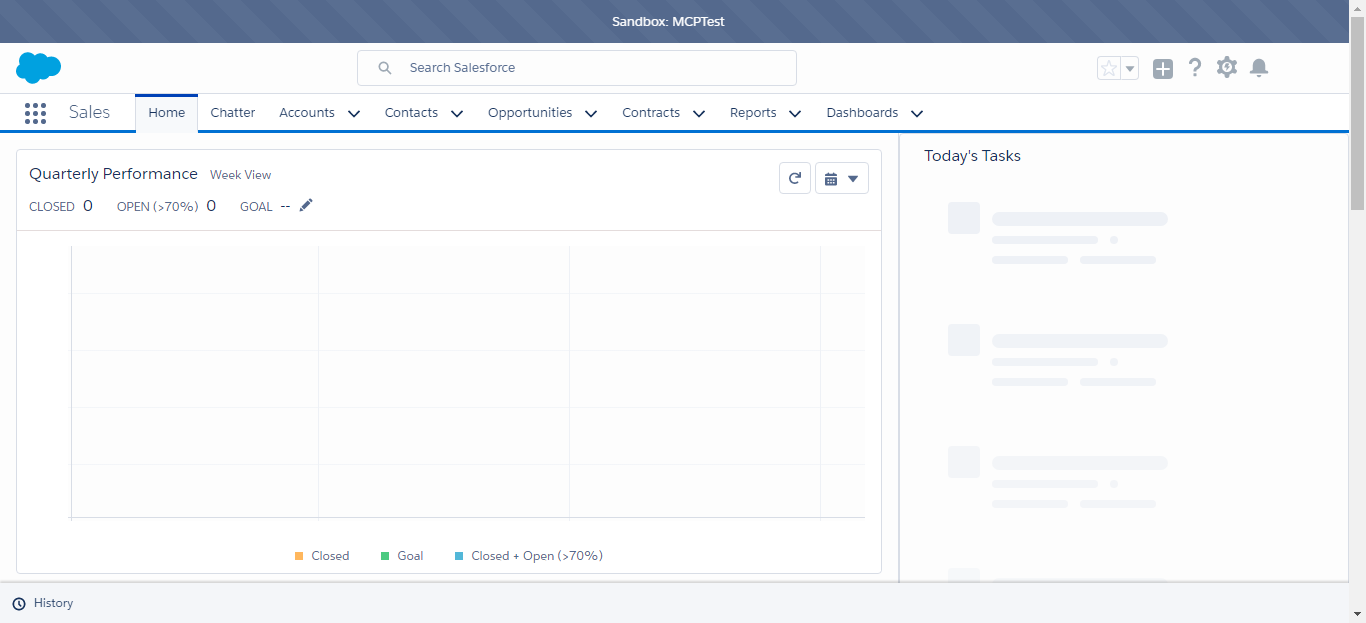 Sandbox: MCPTest
Search Salesforce
Sales Home Chatter Accounts Contacts Opportunities Contracts Reports Dashboards
Quarterly Performance Week View
CLOSED 0 OPEN (>70%) 0 GOAL --
Closed Goal Closed + Open (>70%)
Today's Tasks
History